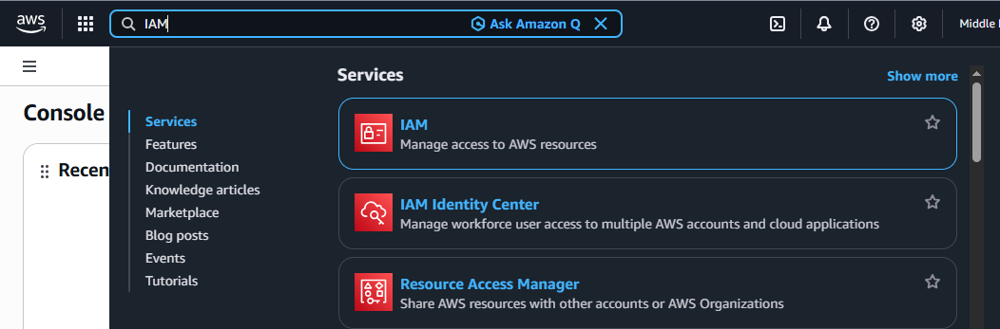 aws
IAM
Ask Amazon Q
Middle
Console
Recen
Services
Features
Documentation
Knowledge articles
Marketplace
Blog posts
Events
Tutorials
Services
Show more
IAM
Manage access to AWS resources
IAM Identity Center
Manage workforce user access to multiple AWS accounts and cloud applications
Resource Access Manager
Share AWS resources with other accounts or AWS Organizations